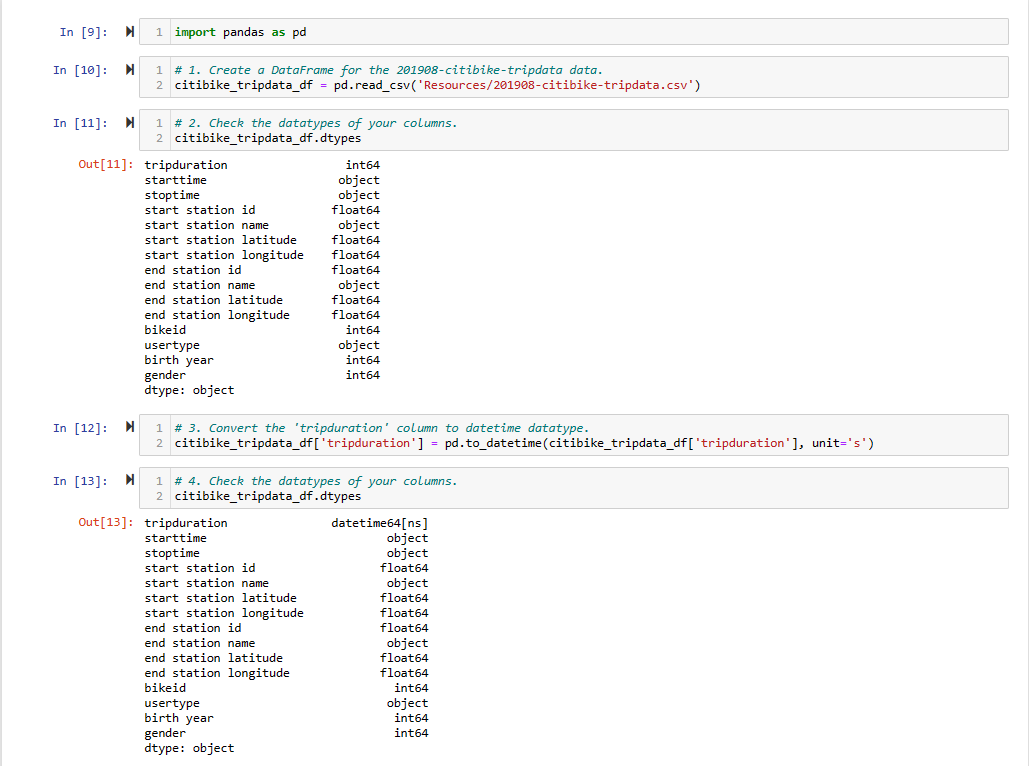 In [9]: 1 import pandas as pd
In [10]: 1 # 1. Create a DataFrame for the 201908-citibike-tripdata data.
2 citibike_tripdata_df = pd.read_csv('Resources/201908-citibike-tripdata.csv')
In [11]: 1 # 2. Check the datatypes of your columns.
2 citibike_tripdata_df.dtypes
Out[11]: tripduration int64
starttime object
stoptime object
start station id float64
start station name object
start station latitude float64
start station longitude float64
end station id float64
end station name object
end station latitude float64
end station longitude float64
bikeid int64
usertype object
birth year int64
gender int64
dtype: object
In [12]: 1 # 3. Convert the 'tripduration' column to datetime datatype.
2 citibike_tripdata_df['tripduration'] = pd.to_datetime(citibike_tripdata_df['tripduration'], unit='s')
In [13]: 1 # 4. Check the datatypes of your columns.
2 citibike_tripdata_df.dtypes
Out[13]: tripduration datetime64[ns]
starttime object
stoptime object
start station id float64
start station name object
start station latitude float64
start station longitude float64
end station id float64
end station name object
end station latitude float64
end station longitude float64
bikeid int64
usertype object
birth year int64
gender int64
dtype: object